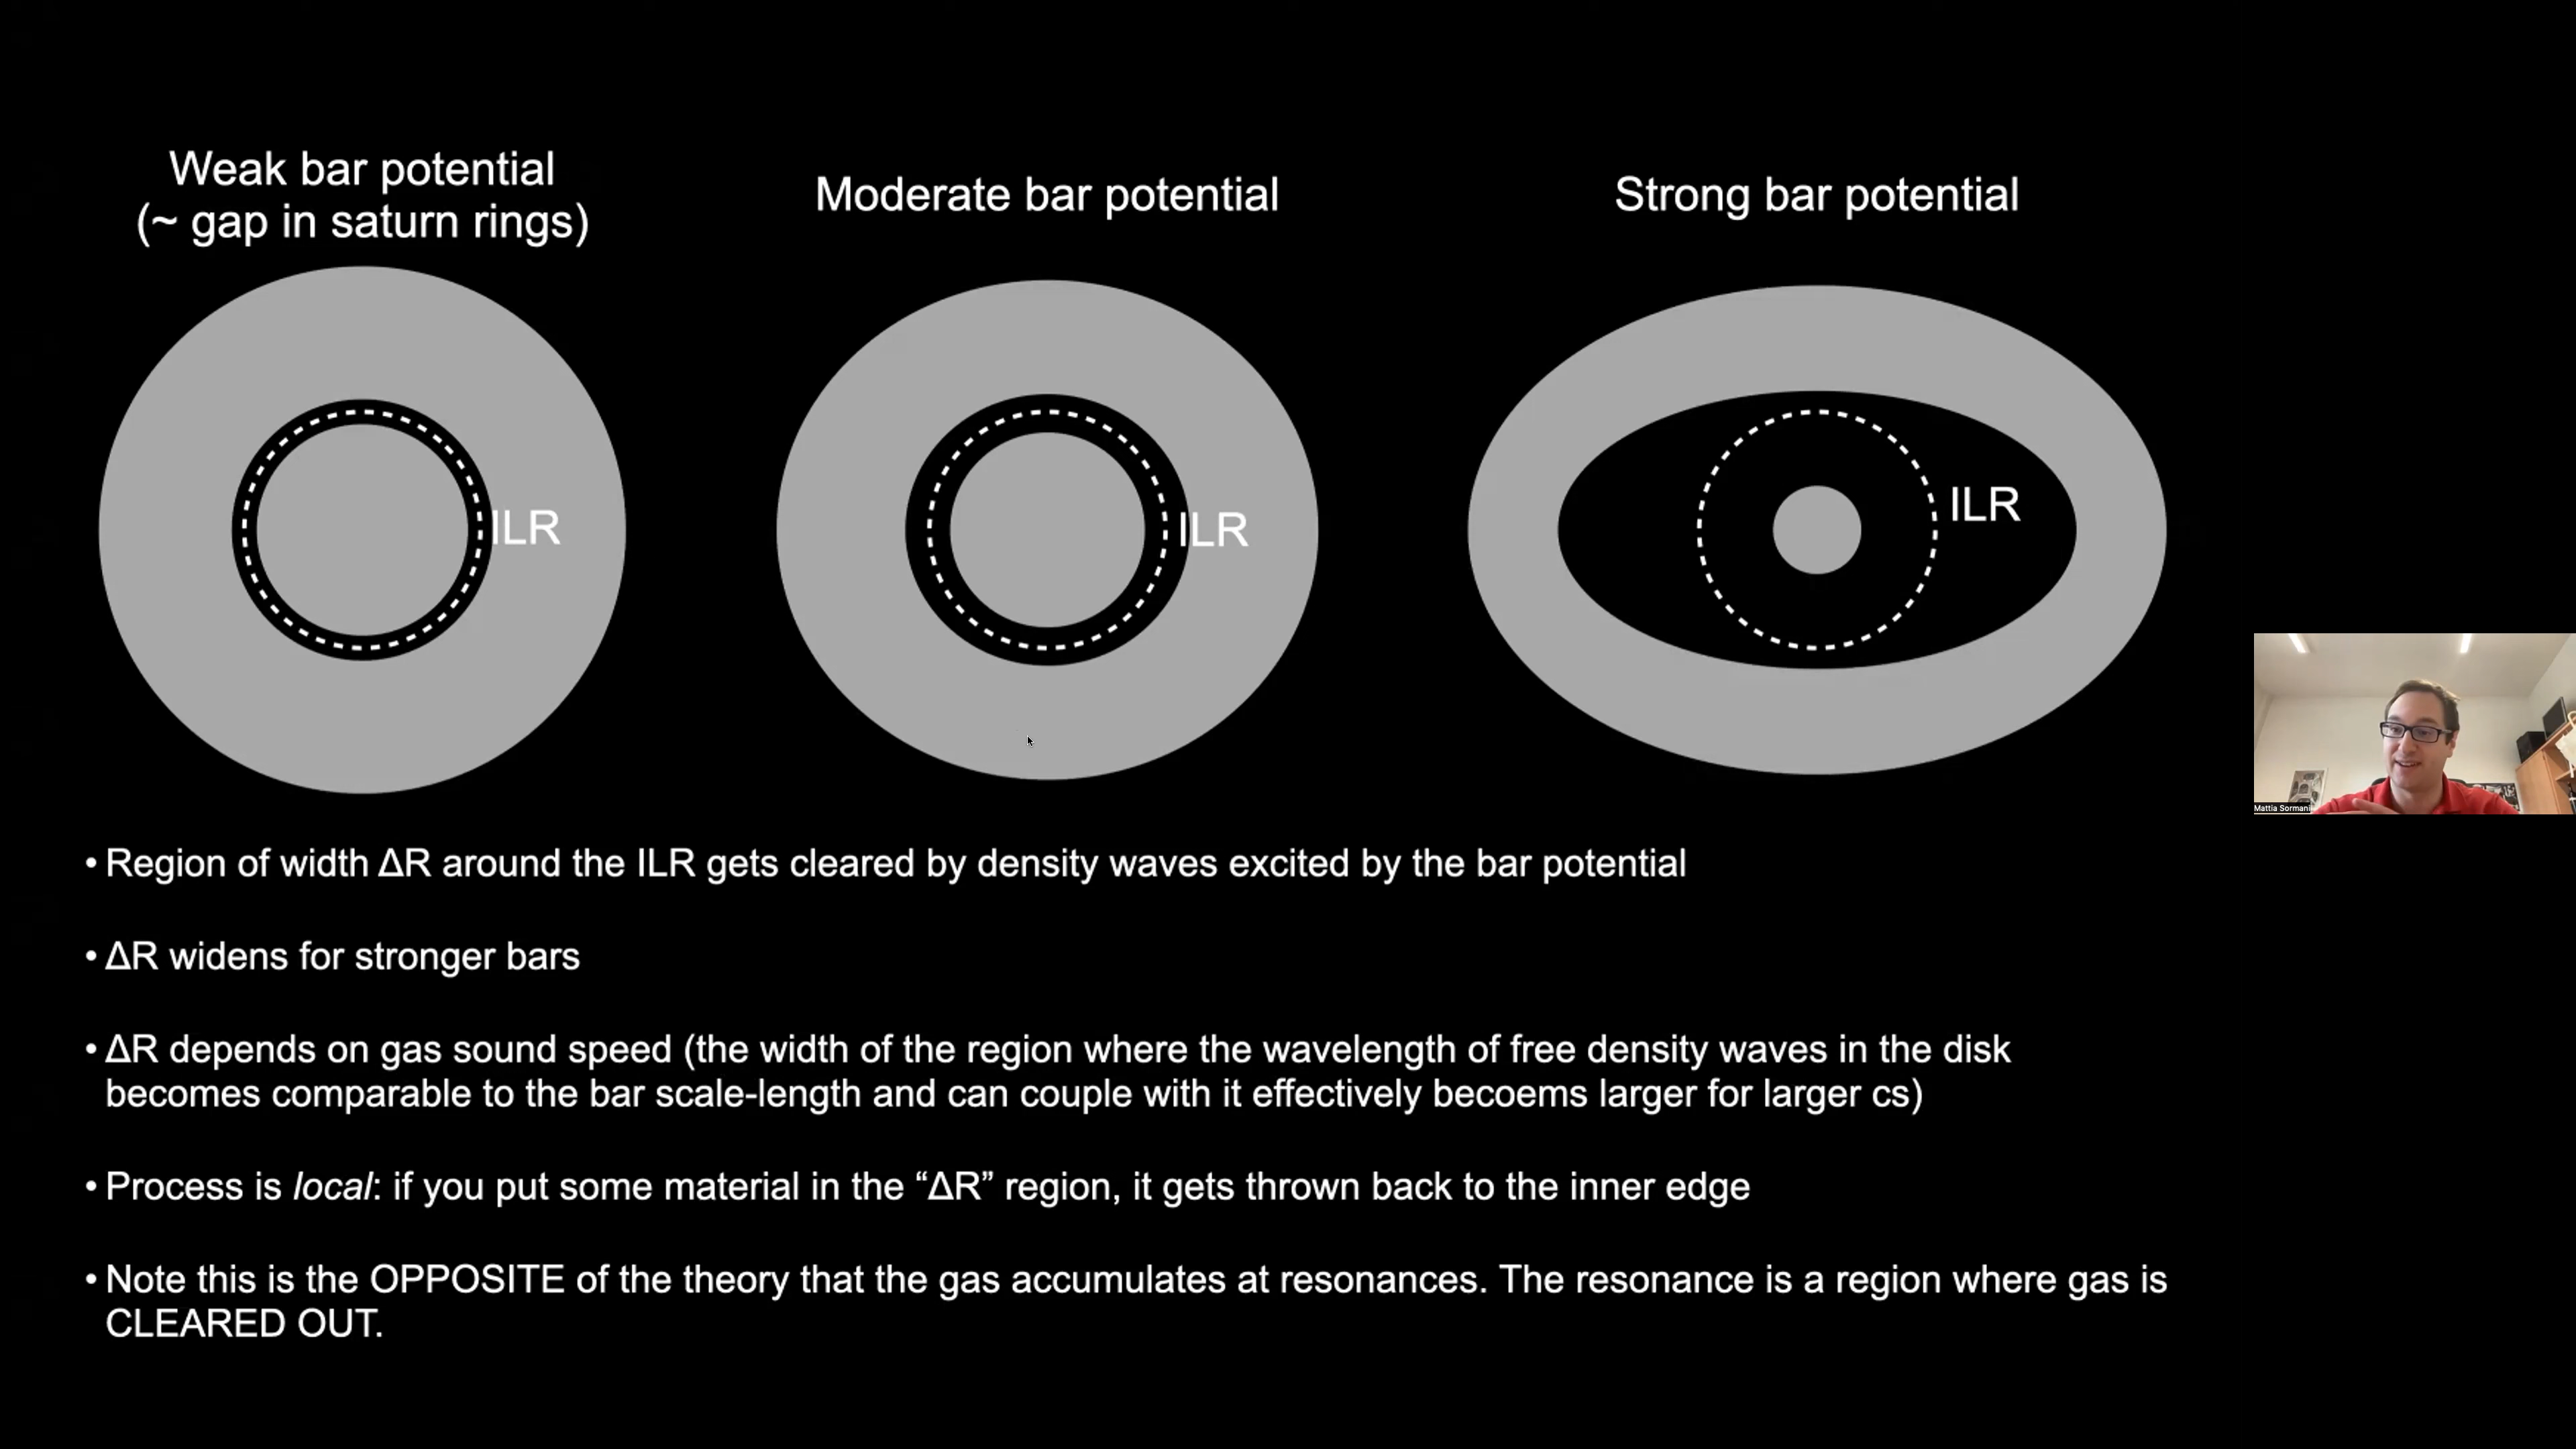 Weak bar potential
(~ gap in saturn rings)
Moderate bar potential
Strong bar potential
ILR
ILR
ILR
Mattia Sormani
• Region of width ΔR around the ILR gets cleared by density waves excited by the bar potential
• ΔR widens for stronger bars
• ΔR depends on gas sound speed (the width of the region where the wavelength of free density waves in the disk
becomes comparable to the bar scale-length and can couple with it effectively becoems larger for larger cs)
• Process is local: if you put some material in the “ΔR” region, it gets thrown back to the inner edge
• Note this is the OPPOSITE of the theory that the gas accumulates at resonances. The resonance is a region where gas is
CLEARED OUT.